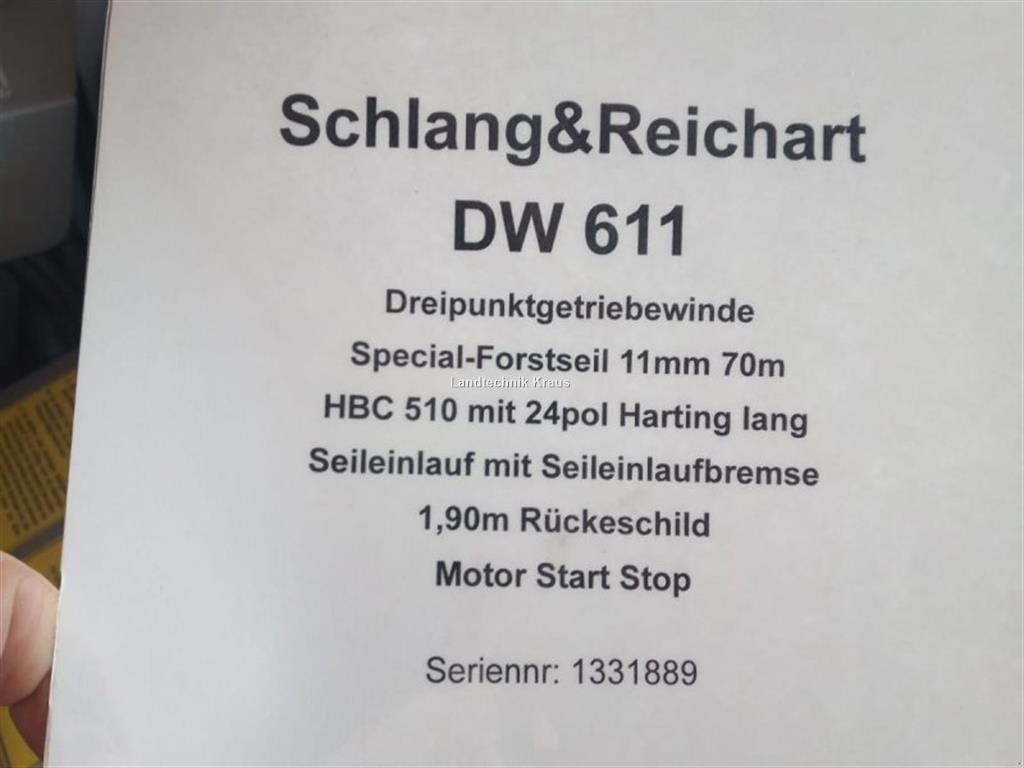 Schlang&Reichart
DW 611
Dreipunktgetriebewinde
Special-Forstseil 11mm 70m
Landtechnik Kraus
HBC 510 mit 24pol Harting lang
Seileinlauf mit Seileinlaufbremse
1,90m Rückeschild
Motor Start Stop
Seriennr: 1331889